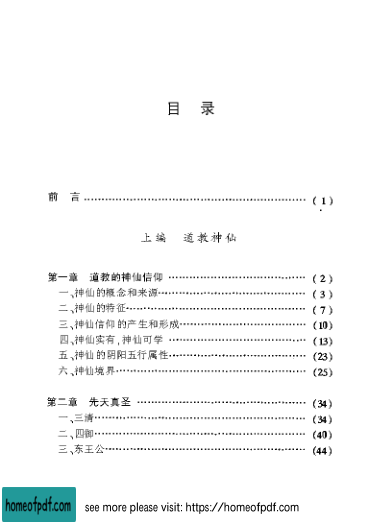 目 录
前 言 ………………………………………… (1)
上编 道教神仙
第一章 道教的神仙信仰 ………………………… (2)
一、神仙的概念和来源………………………… (3)
二、神仙的特征………………………………… (7)
三、神仙信仰的产生和形成…………………… (10)
四、神仙实有,神仙可学 ……………………… (13)
五、神仙的阴阳五行属性……………………… (23)
六、神仙境界…………………………………… (25)
第二章 先天真圣 ……………………………… (34)
一、三清………………………………………… (34)
二、四御………………………………………… (40)
三、东王公……………………………………… (44)
homeofpdf.com
see more please visit: https://homeofpdf.com